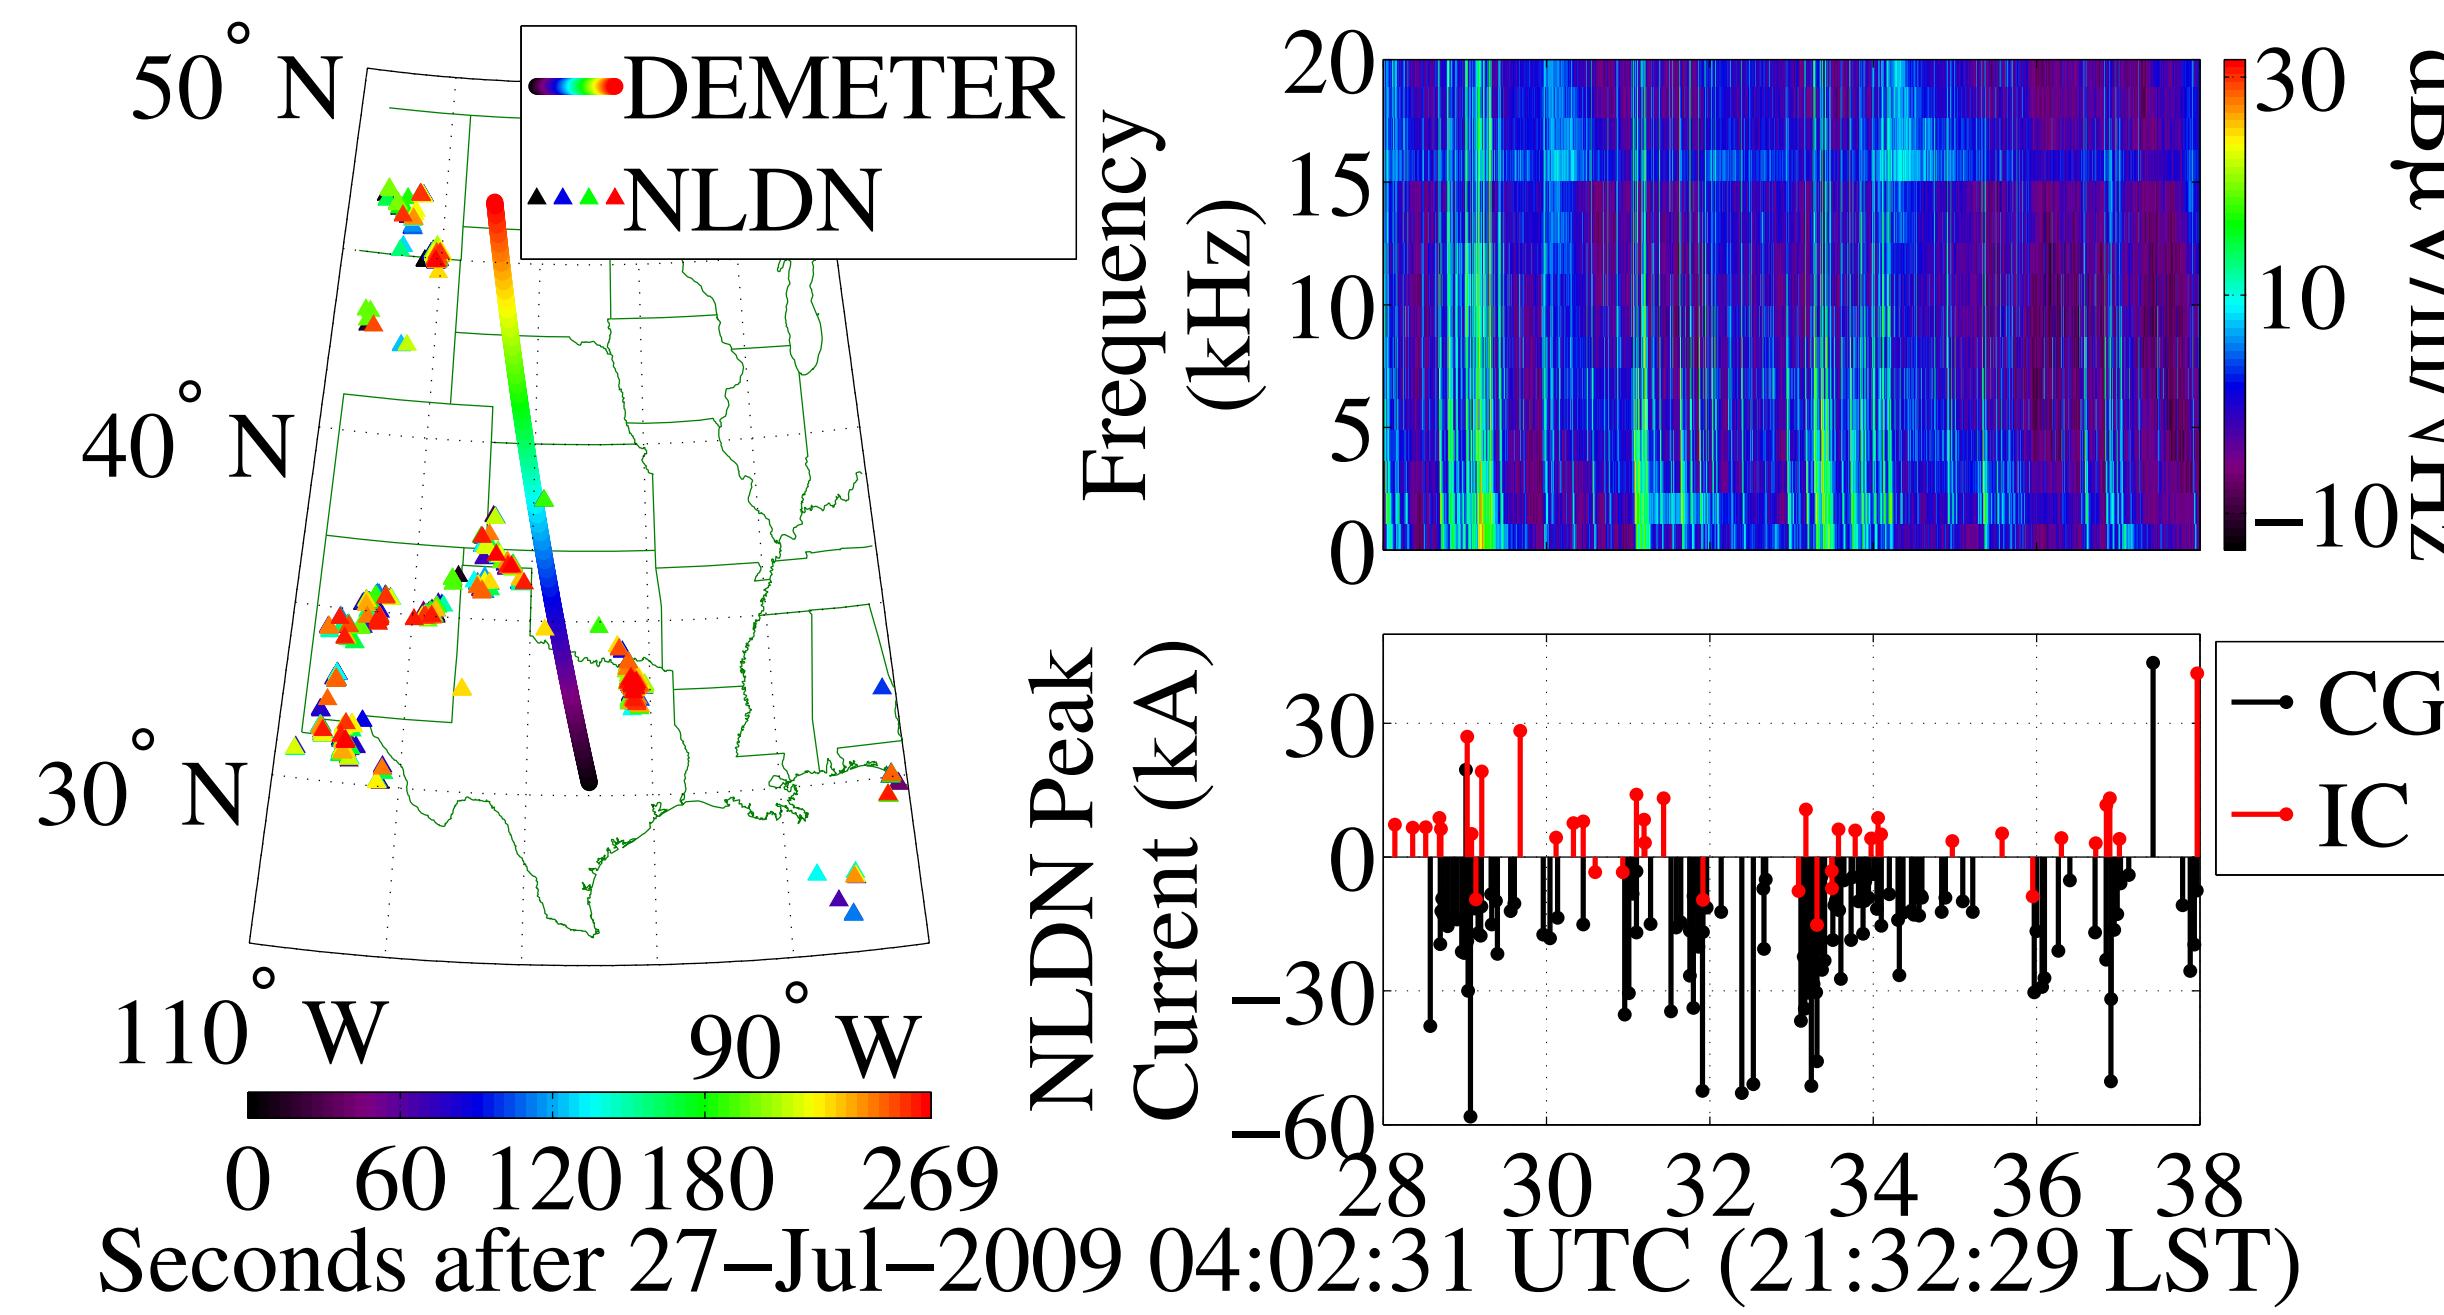 50° N
40° N
30° N
110° W
90° W
DEMETER
NLDN
0 60 120 180 269
Frequency
(kHz)
20
15
10
5
0
30
10
−10
NLDN Peak
Current (kA)
30
0
−30
−60
28 30 32 34 36 38
CG
IC
Seconds after 27−Jul−2009 04:02:31 UTC (21:32:29 LST)